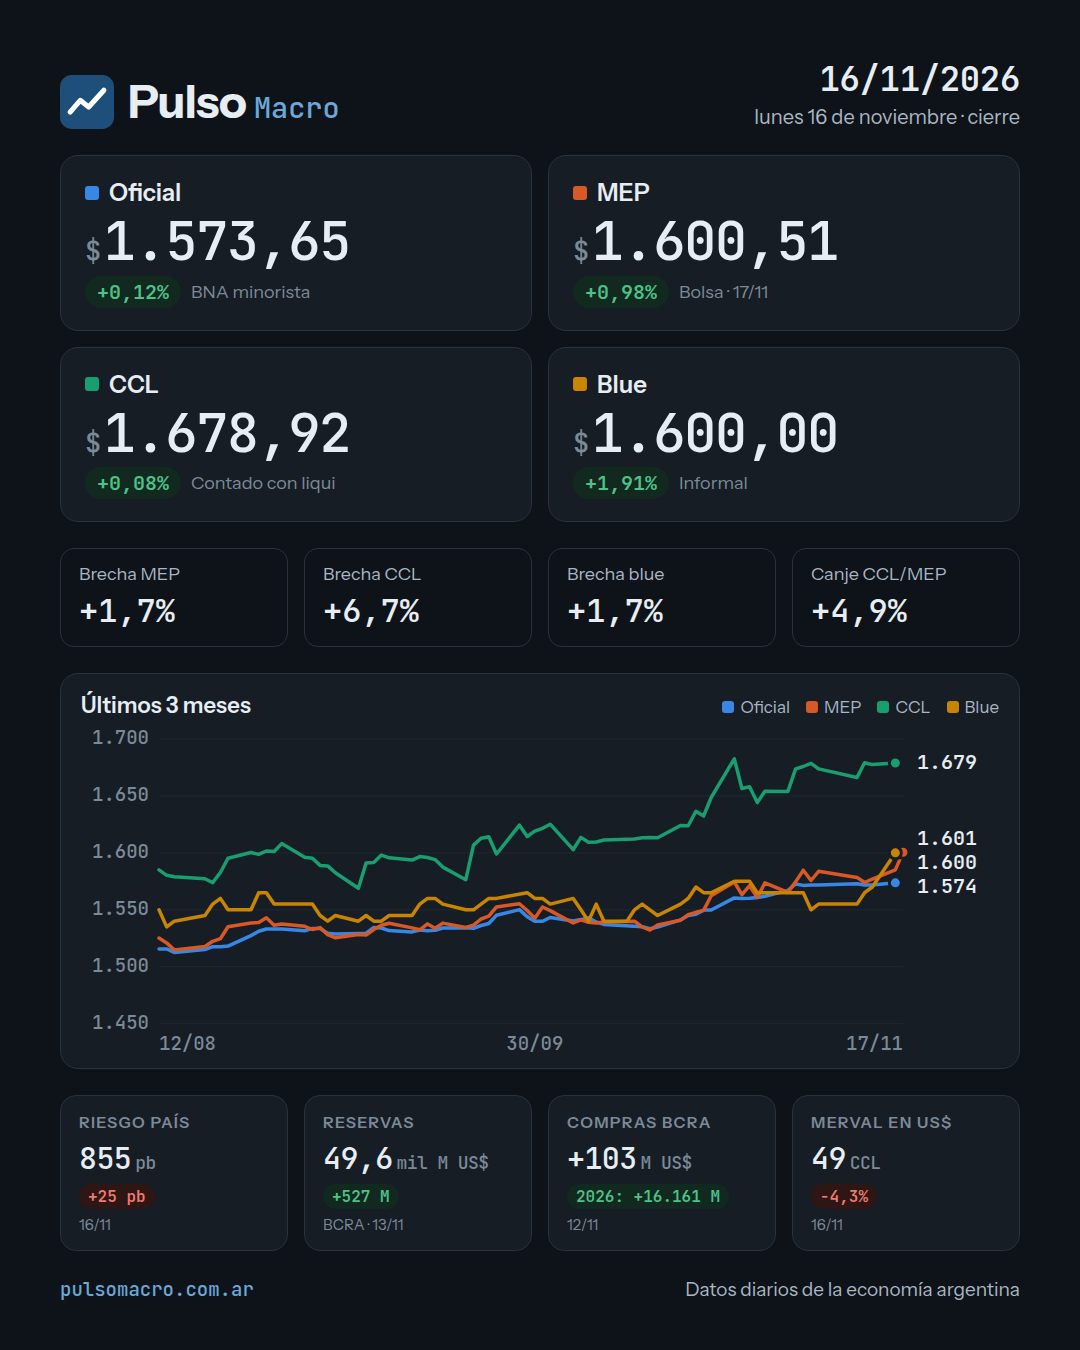 Pulso Macro
16/11/2026
lunes 16 de noviembre · cierre
Oficial
$1.573,65
+0,12% BNA minorista
MEP
$1.600,51
+0,98% Bolsa · 17/11
CCL
$1.678,92
+0,08% Contado con liqui
Blue
$1.600,00
+1,91% Informal
Brecha MEP
+1,7%
Brecha CCL
+6,7%
Brecha blue
+1,7%
Canje CCL/MEP
+4,9%
Últimos 3 meses
Oficial MEP CCL Blue
1.700
1.650
1.600
1.550
1.500
1.450
1.679
1.601
1.600
1.574
12/08 30/09 17/11
RIESGO PAÍS
855 pb
+25 pb
16/11
RESERVAS
49,6 mil M US$
+527 M
BCRA · 13/11
COMPRAS BCRA
+103 M US$
2026: +16.161 M
12/11
MERVAL EN US$
49 CCL
-4,3%
16/11
pulsomacro.com.ar
Datos diarios de la economía argentina